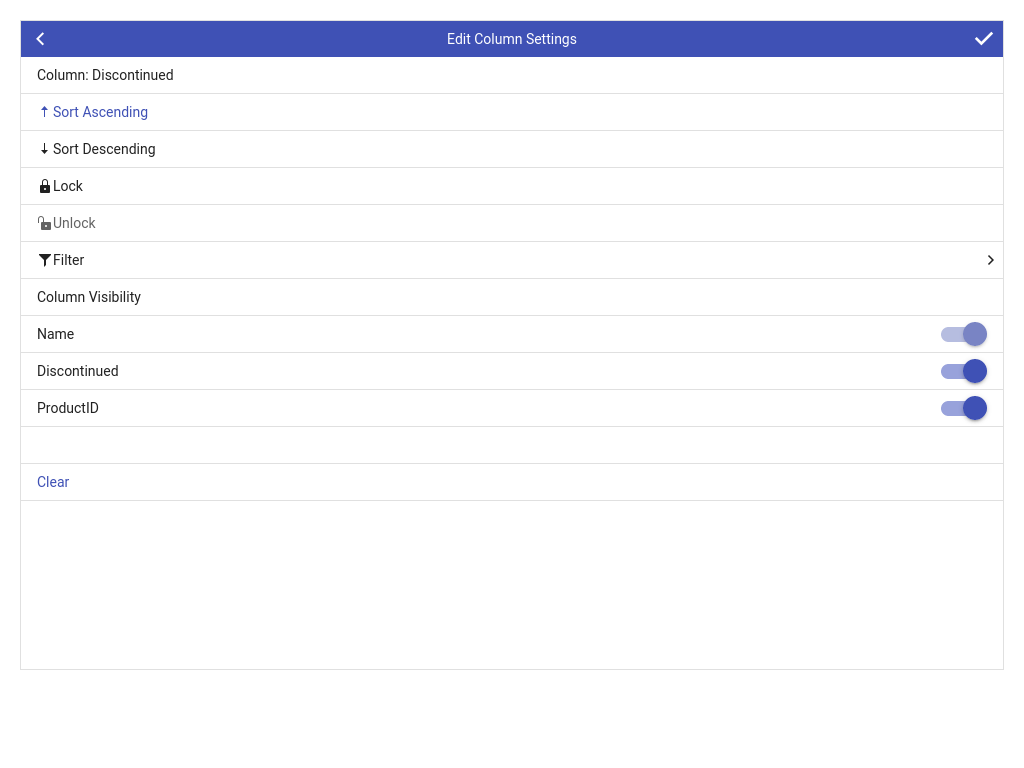 Edit Column Settings
Column: Discontinued
Sort Ascending
Sort Descending
Lock
Unlock
Filter
Column Visibility
Name
Discontinued
ProductID
Clear